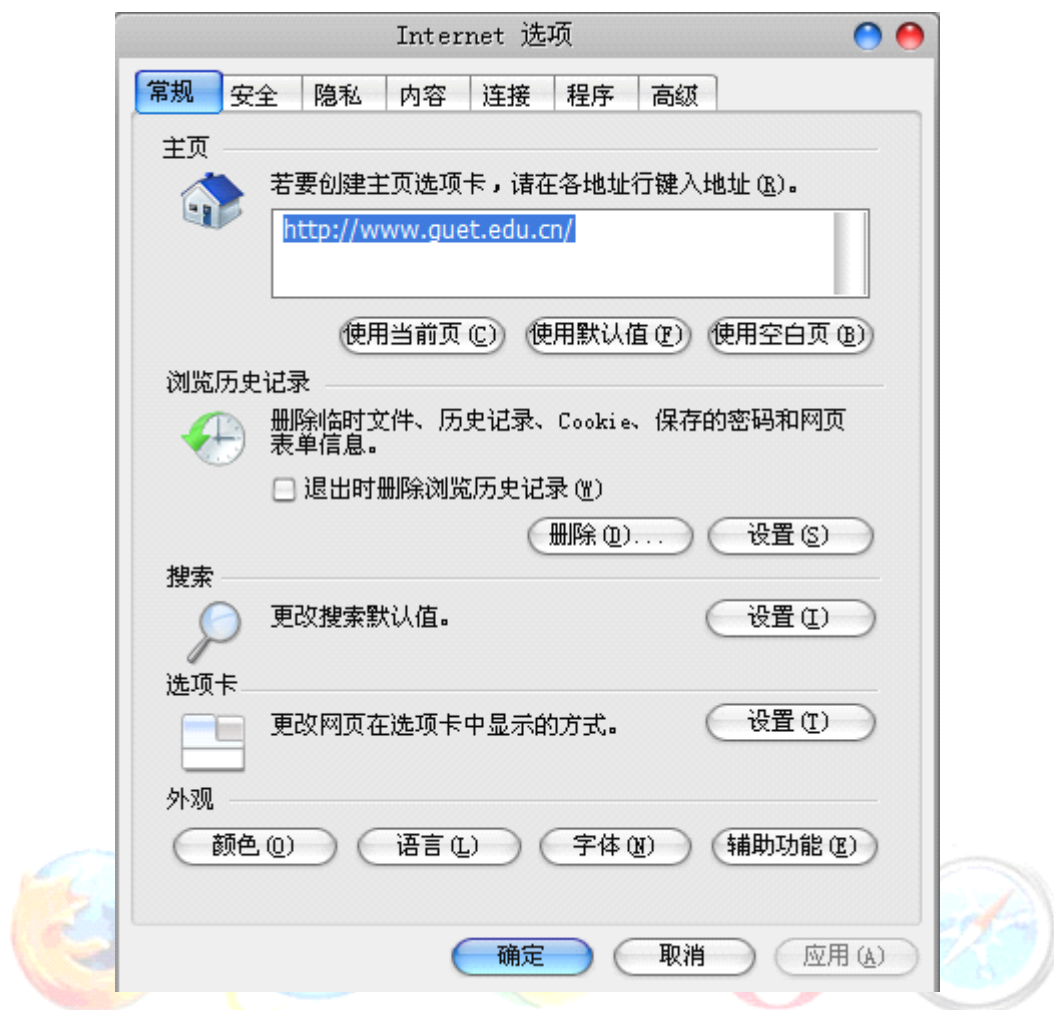 Internet 选项
常规 安全 隐私 内容 连接 程序 高级
主页
若要创建主页选项卡，请在各地址行键入地址(R)。
http://www.guet.edu.cn/
使用当前页(C) 使用默认值(F) 使用空白页(B)
浏览历史记录
删除临时文件、历史记录、Cookie、保存的密码和网页
表单信息。
退出时删除浏览历史记录(W)
删除(D)... 设置(S)
搜索
更改搜索默认值。 设置(I)
选项卡
更改网页在选项卡中显示的方式。 设置(T)
外观
颜色(O) 语言(L) 字体(N) 辅助功能(E)
确定 取消 应用(A)